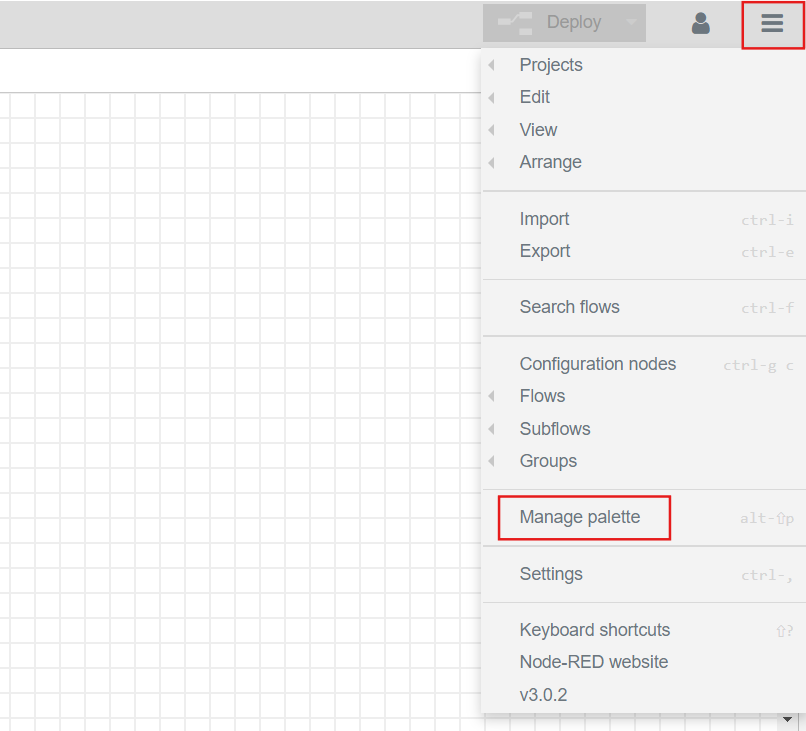 Deploy
Projects
Edit
View
Arrange
Import ctrl-i
Export ctrl-e
Search flows ctrl-f
Configuration nodes ctrl-g c
Flows
Subflows
Groups
Manage palette alt-⇧p
Settings ctrl-,
Keyboard shortcuts ⇧?
Node-RED website
v3.0.2